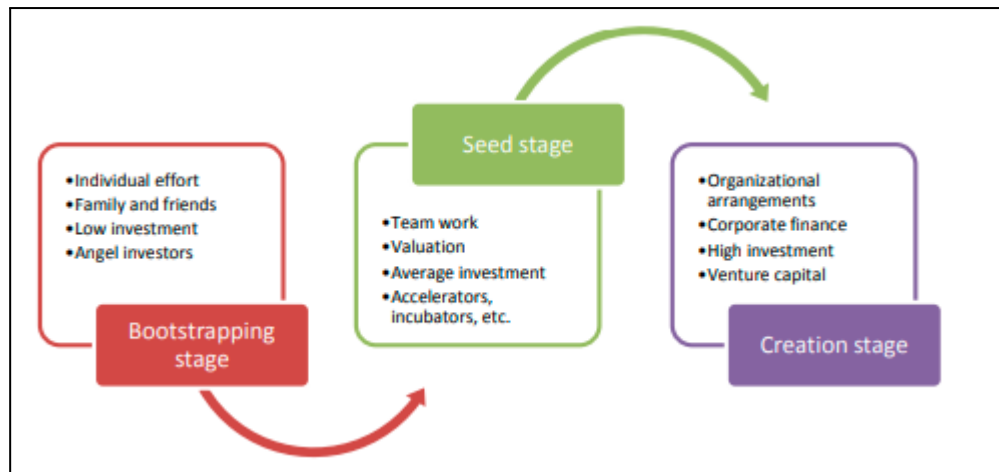 •Individual effort
•Family and friends
•Low investment
•Angel investors
Bootstrapping
stage
Seed stage
•Team work
•Valuation
•Average investment
•Accelerators,
incubators, etc.
•Organizational
arrangements
•Corporate finance
•High investment
•Venture capital
Creation stage